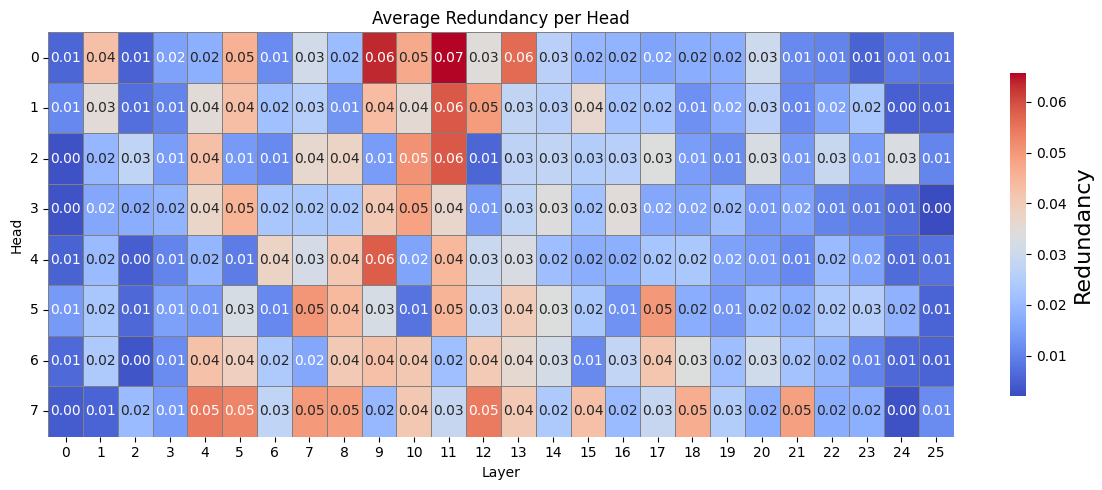 Average Redundancy per Head
0 0.01 0.04 0.01 0.02 0.02 0.05 0.01 0.03 0.02 0.06 0.05 0.07 0.03 0.06 0.03 0.02 0.02 0.02 0.02 0.02 0.03 0.01 0.01 0.01 0.01 0.01
1 0.01 0.03 0.01 0.01 0.04 0.04 0.02 0.03 0.01 0.04 0.04 0.06 0.05 0.03 0.03 0.04 0.02 0.02 0.01 0.02 0.03 0.01 0.02 0.02 0.00 0.01
2 0.00 0.02 0.03 0.01 0.04 0.01 0.01 0.04 0.04 0.01 0.05 0.06 0.01 0.03 0.03 0.03 0.03 0.03 0.01 0.01 0.03 0.01 0.03 0.01 0.03 0.01
3 0.00 0.02 0.02 0.02 0.04 0.05 0.02 0.02 0.02 0.04 0.05 0.04 0.01 0.03 0.03 0.02 0.03 0.02 0.02 0.02 0.01 0.02 0.01 0.01 0.01 0.00
4 0.01 0.02 0.00 0.01 0.02 0.01 0.04 0.03 0.04 0.06 0.02 0.04 0.03 0.03 0.02 0.02 0.02 0.02 0.02 0.02 0.01 0.01 0.02 0.02 0.01 0.01
5 0.01 0.02 0.01 0.01 0.01 0.03 0.01 0.05 0.04 0.03 0.01 0.05 0.03 0.04 0.03 0.02 0.01 0.05 0.02 0.01 0.02 0.02 0.02 0.03 0.02 0.01
6 0.01 0.02 0.00 0.01 0.04 0.04 0.02 0.02 0.04 0.04 0.04 0.02 0.04 0.04 0.03 0.01 0.03 0.04 0.03 0.02 0.03 0.02 0.02 0.01 0.01 0.01
7 0.00 0.01 0.02 0.01 0.05 0.05 0.03 0.05 0.05 0.02 0.04 0.03 0.05 0.04 0.02 0.04 0.02 0.03 0.05 0.03 0.02 0.05 0.02 0.02 0.00 0.01
0 1 2 3 4 5 6 7 8 9 10 11 12 13 14 15 16 17 18 19 20 21 22 23 24 25
Layer
Head
0.06
0.05
0.04
0.03
0.02
0.01
Redundancy